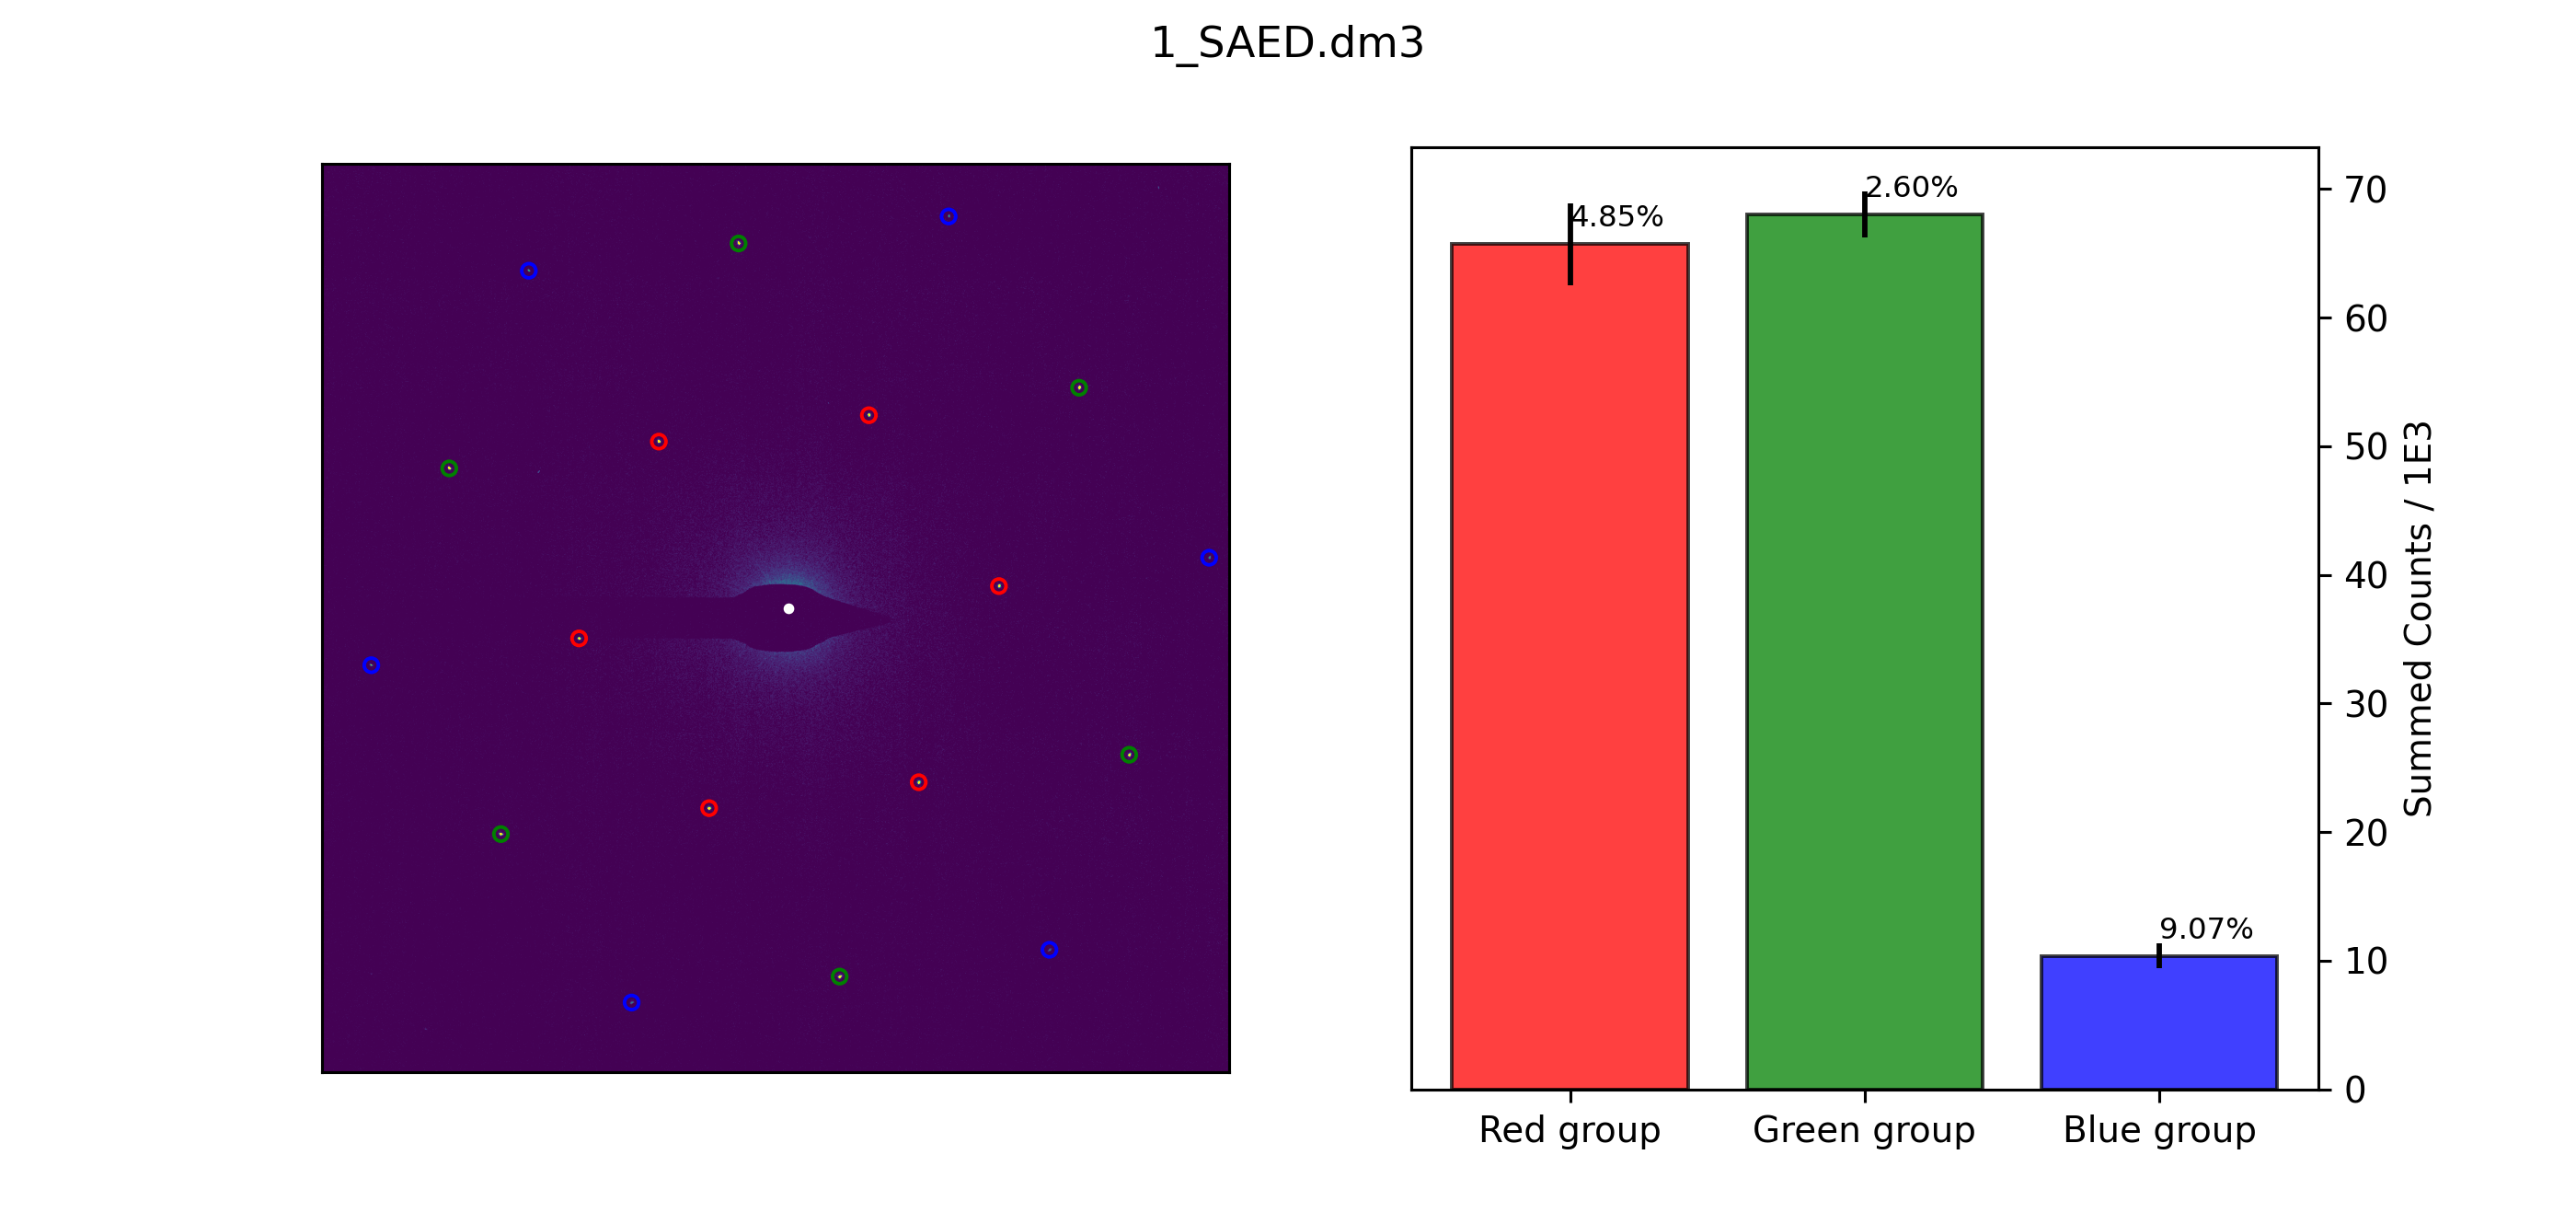 1_SAED.dm3
4.85%
2.60%
9.07%
70
60
50
40
30
20
10
0
Summed Counts / 1E3
Red group
Green group
Blue group